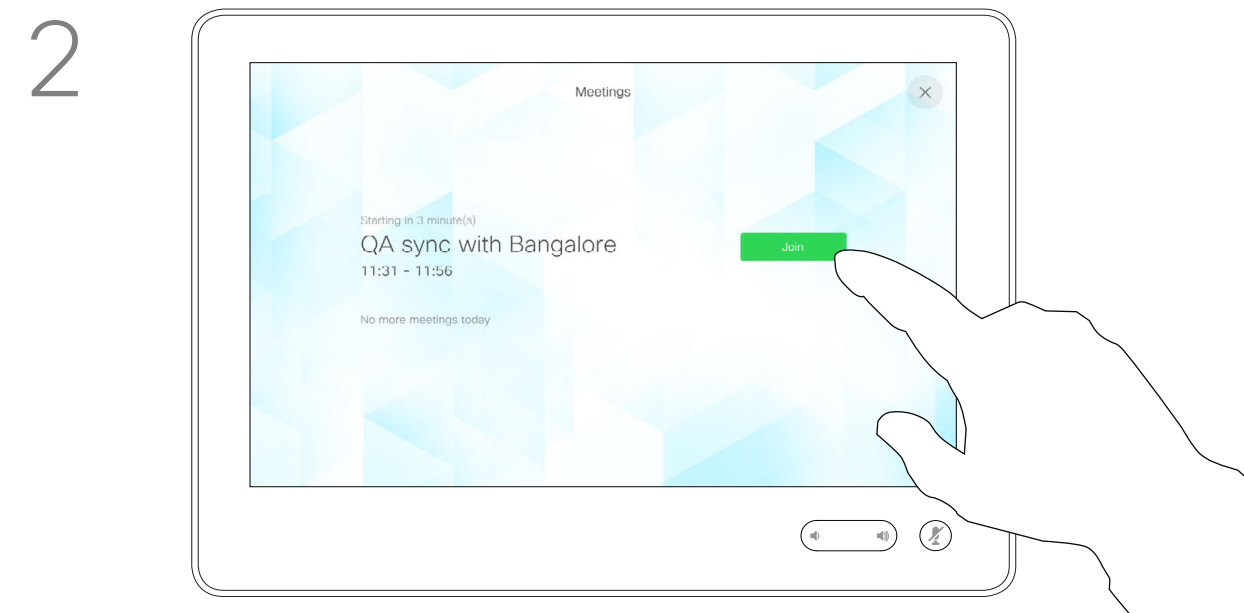 2
Meetings
Starting in 3 minute(s)
QA sync with Bangalore
11:31 - 11:56
Join
No more meetings today